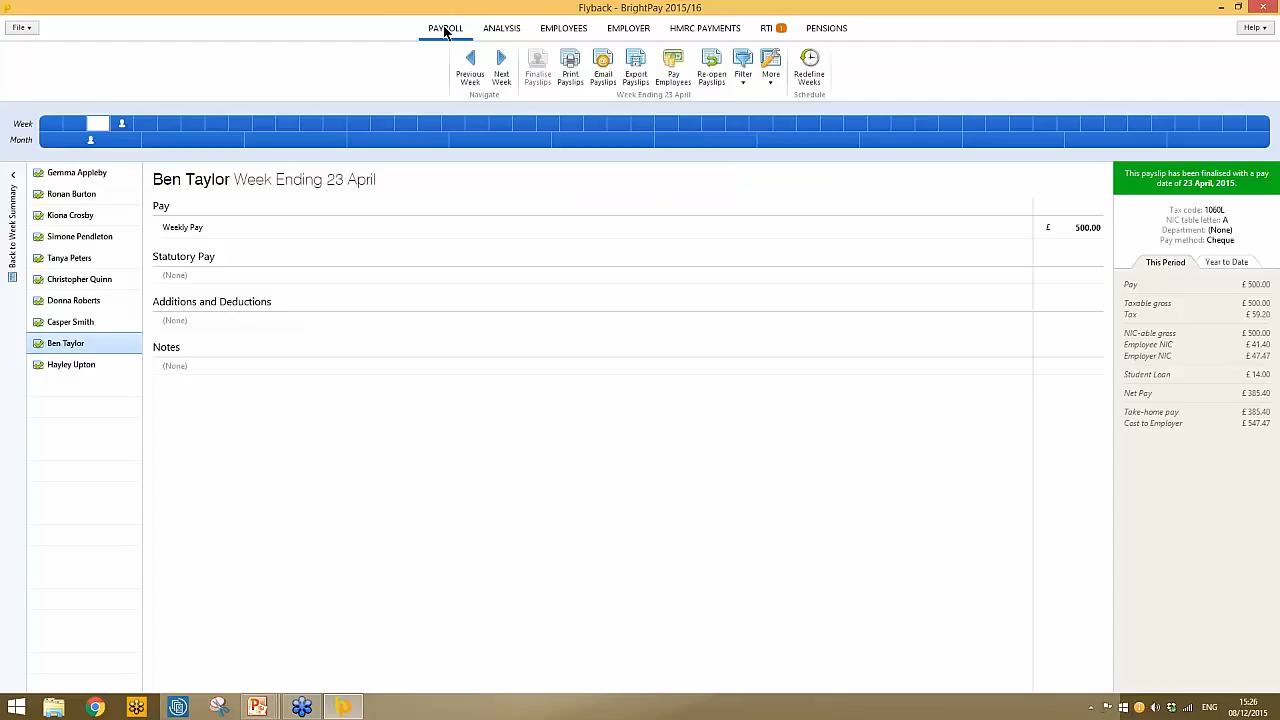 Flyback - BrightPay 2015/16
File
PAYROLL
ANALYSIS
EMPLOYEES
EMPLOYER
HMRC PAYMENTS
RTI 1
PENSIONS
Help
Previous Week
Next Week
Finalise Payslips
Print Payslips
Email Payslips
Export Payslips
Pay Employees
Re-open Payslips
Filter
More
Redefine Weeks
Navigate
Week Ending 23 April
Schedule
Week
Month
Back to Week Summary
Gemma Appleby
Ronan Burton
Kiona Crosby
Simone Pendleton
Tanya Peters
Christopher Quinn
Donna Roberts
Casper Smith
Ben Taylor
Hayley Upton
Ben Taylor Week Ending 23 April
Pay
Weekly Pay £ 500.00
Statutory Pay
(None)
Additions and Deductions
(None)
Notes
(None)
This payslip has been finalised with a pay
date of 23 April, 2015.
Tax code: 1060L
NIC table letter: A
Department: (None)
Pay method: Cheque
This Period
Year to Date
Pay £ 500.00
Taxable gross £ 500.00
Tax £ 59.20
NIC-able gross £ 500.00
Employee NIC £ 41.40
Employer NIC £ 47.47
Student Loan £ 14.00
Net Pay £ 385.40
Take-home pay £ 385.40
Cost to Employer £ 547.47
ENG
15:26
08/12/2015